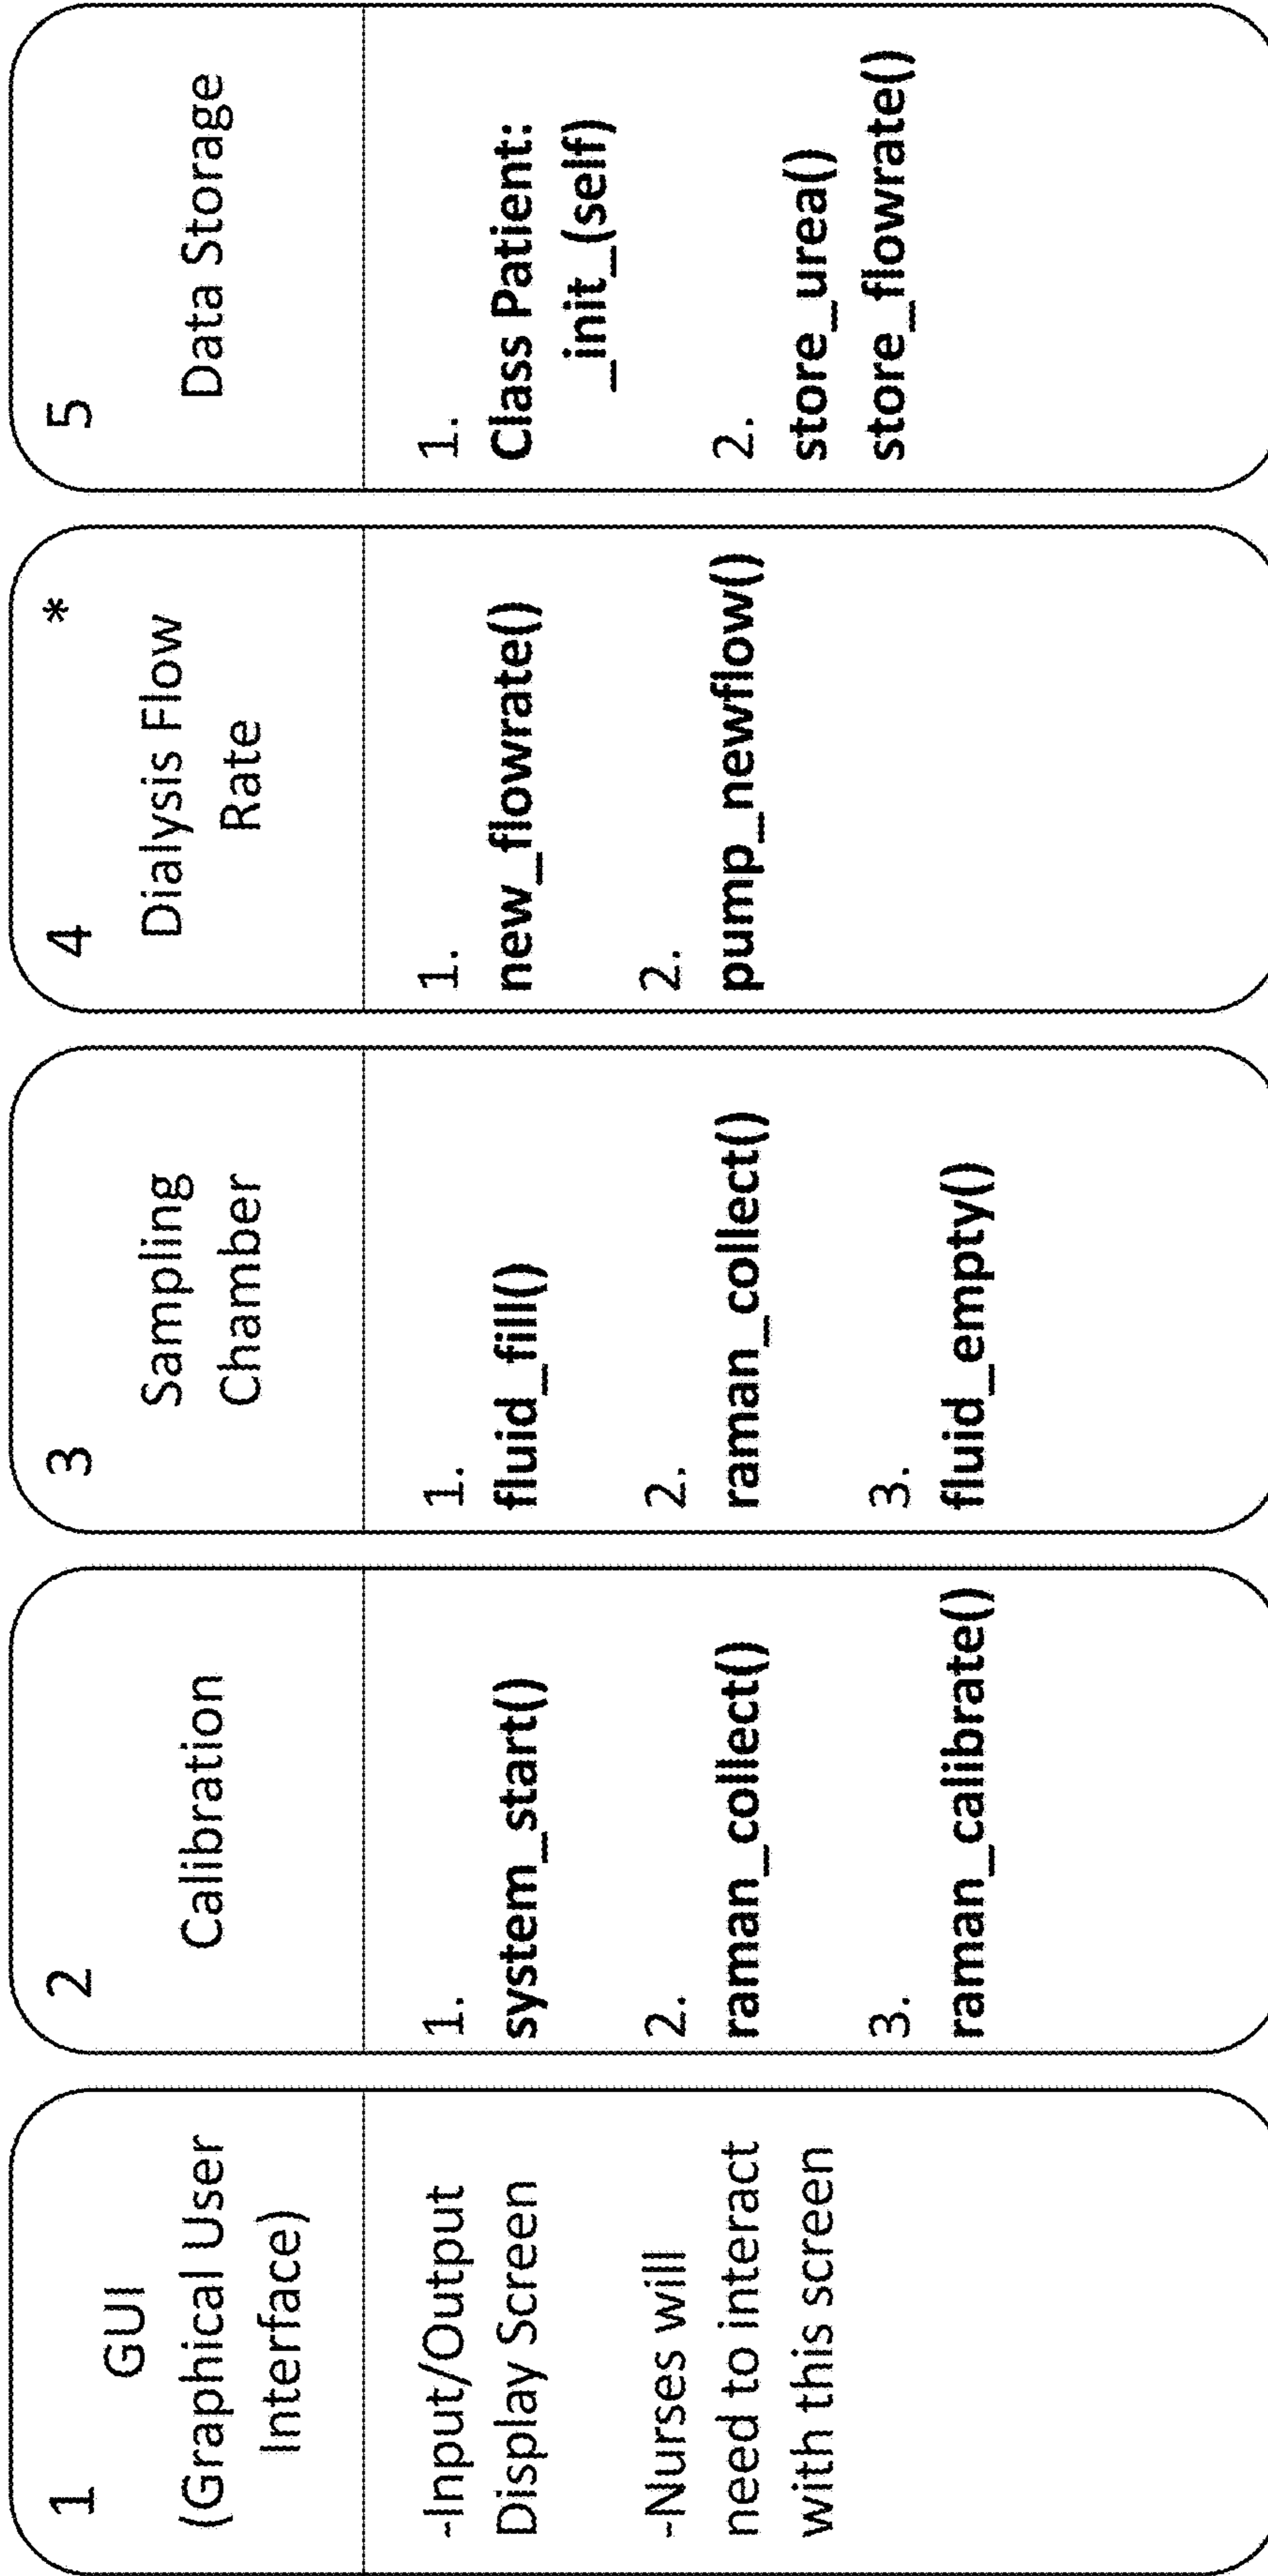 1
GUI
(Graphical User
Interface)
-Input/Output
Display Screen
-Nurses will
need to interact
with this screen
2
Calibration
1.
system_start()
2.
raman_collect()
3.
raman_calibrate()
3
Sampling
Chamber
1.
fluid_fill()
2.
raman_collect()
3.
fluid_empty()
4 *
Dialysis Flow
Rate
1.
new_flowrate()
2.
pump_newflow()
5
Data Storage
1.
Class Patient:
_init_(self)
2.
store_urea()
store_flowrate()